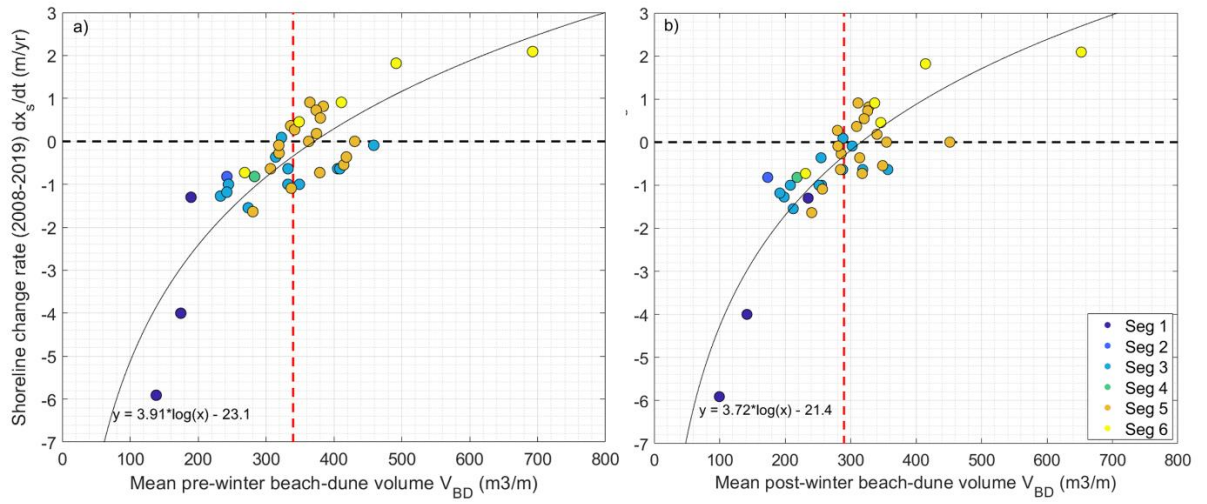 a)
Shoreline change rate (2008-2019) dx_s/dt (m/yr)
3
2
1
0
-1
-2
-3
-4
-5
-6
-7
y = 3.91*log(x) - 23.1
0 100 200 300 400 500 600 700 800
Mean pre-winter beach-dune volume V_BD (m3/m)
b)
3
2
1
0
-1
-2
-3
-4
-5
-6
-7
y = 3.72*log(x) - 21.4
Seg 1
Seg 2
Seg 3
Seg 4
Seg 5
Seg 6
0 100 200 300 400 500 600 700 800
Mean post-winter beach-dune volume V_BD (m3/m)